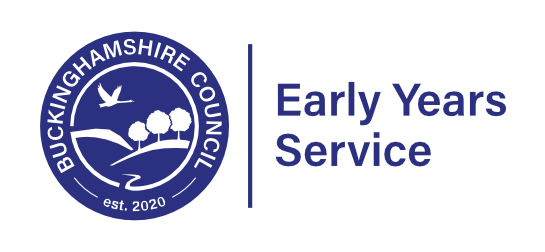 BUCKINGHAMSHIRE COUNCIL
est. 2020
Early Years
Service